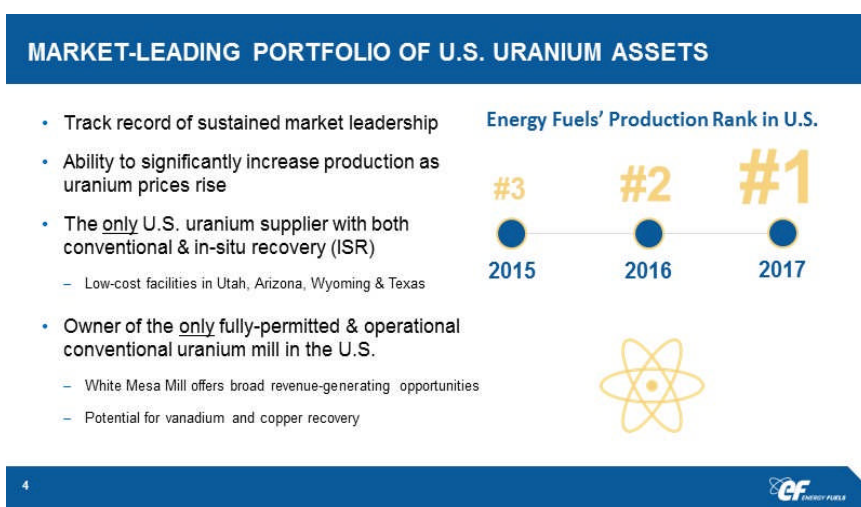 MARKET-LEADING PORTFOLIO OF U.S. URANIUM ASSETS
• Track record of sustained market leadership
• Ability to significantly increase production as
uranium prices rise
• The only U.S. uranium supplier with both
conventional & in-situ recovery (ISR)
– Low-cost facilities in Utah, Arizona, Wyoming & Texas
• Owner of the only fully-permitted & operational
conventional uranium mill in the U.S.
– White Mesa Mill offers broad revenue-generating opportunities
– Potential for vanadium and copper recovery
Energy Fuels’ Production Rank in U.S.
#3 #2 #1
2015 2016 2017
4
ef ENERGY FUELS